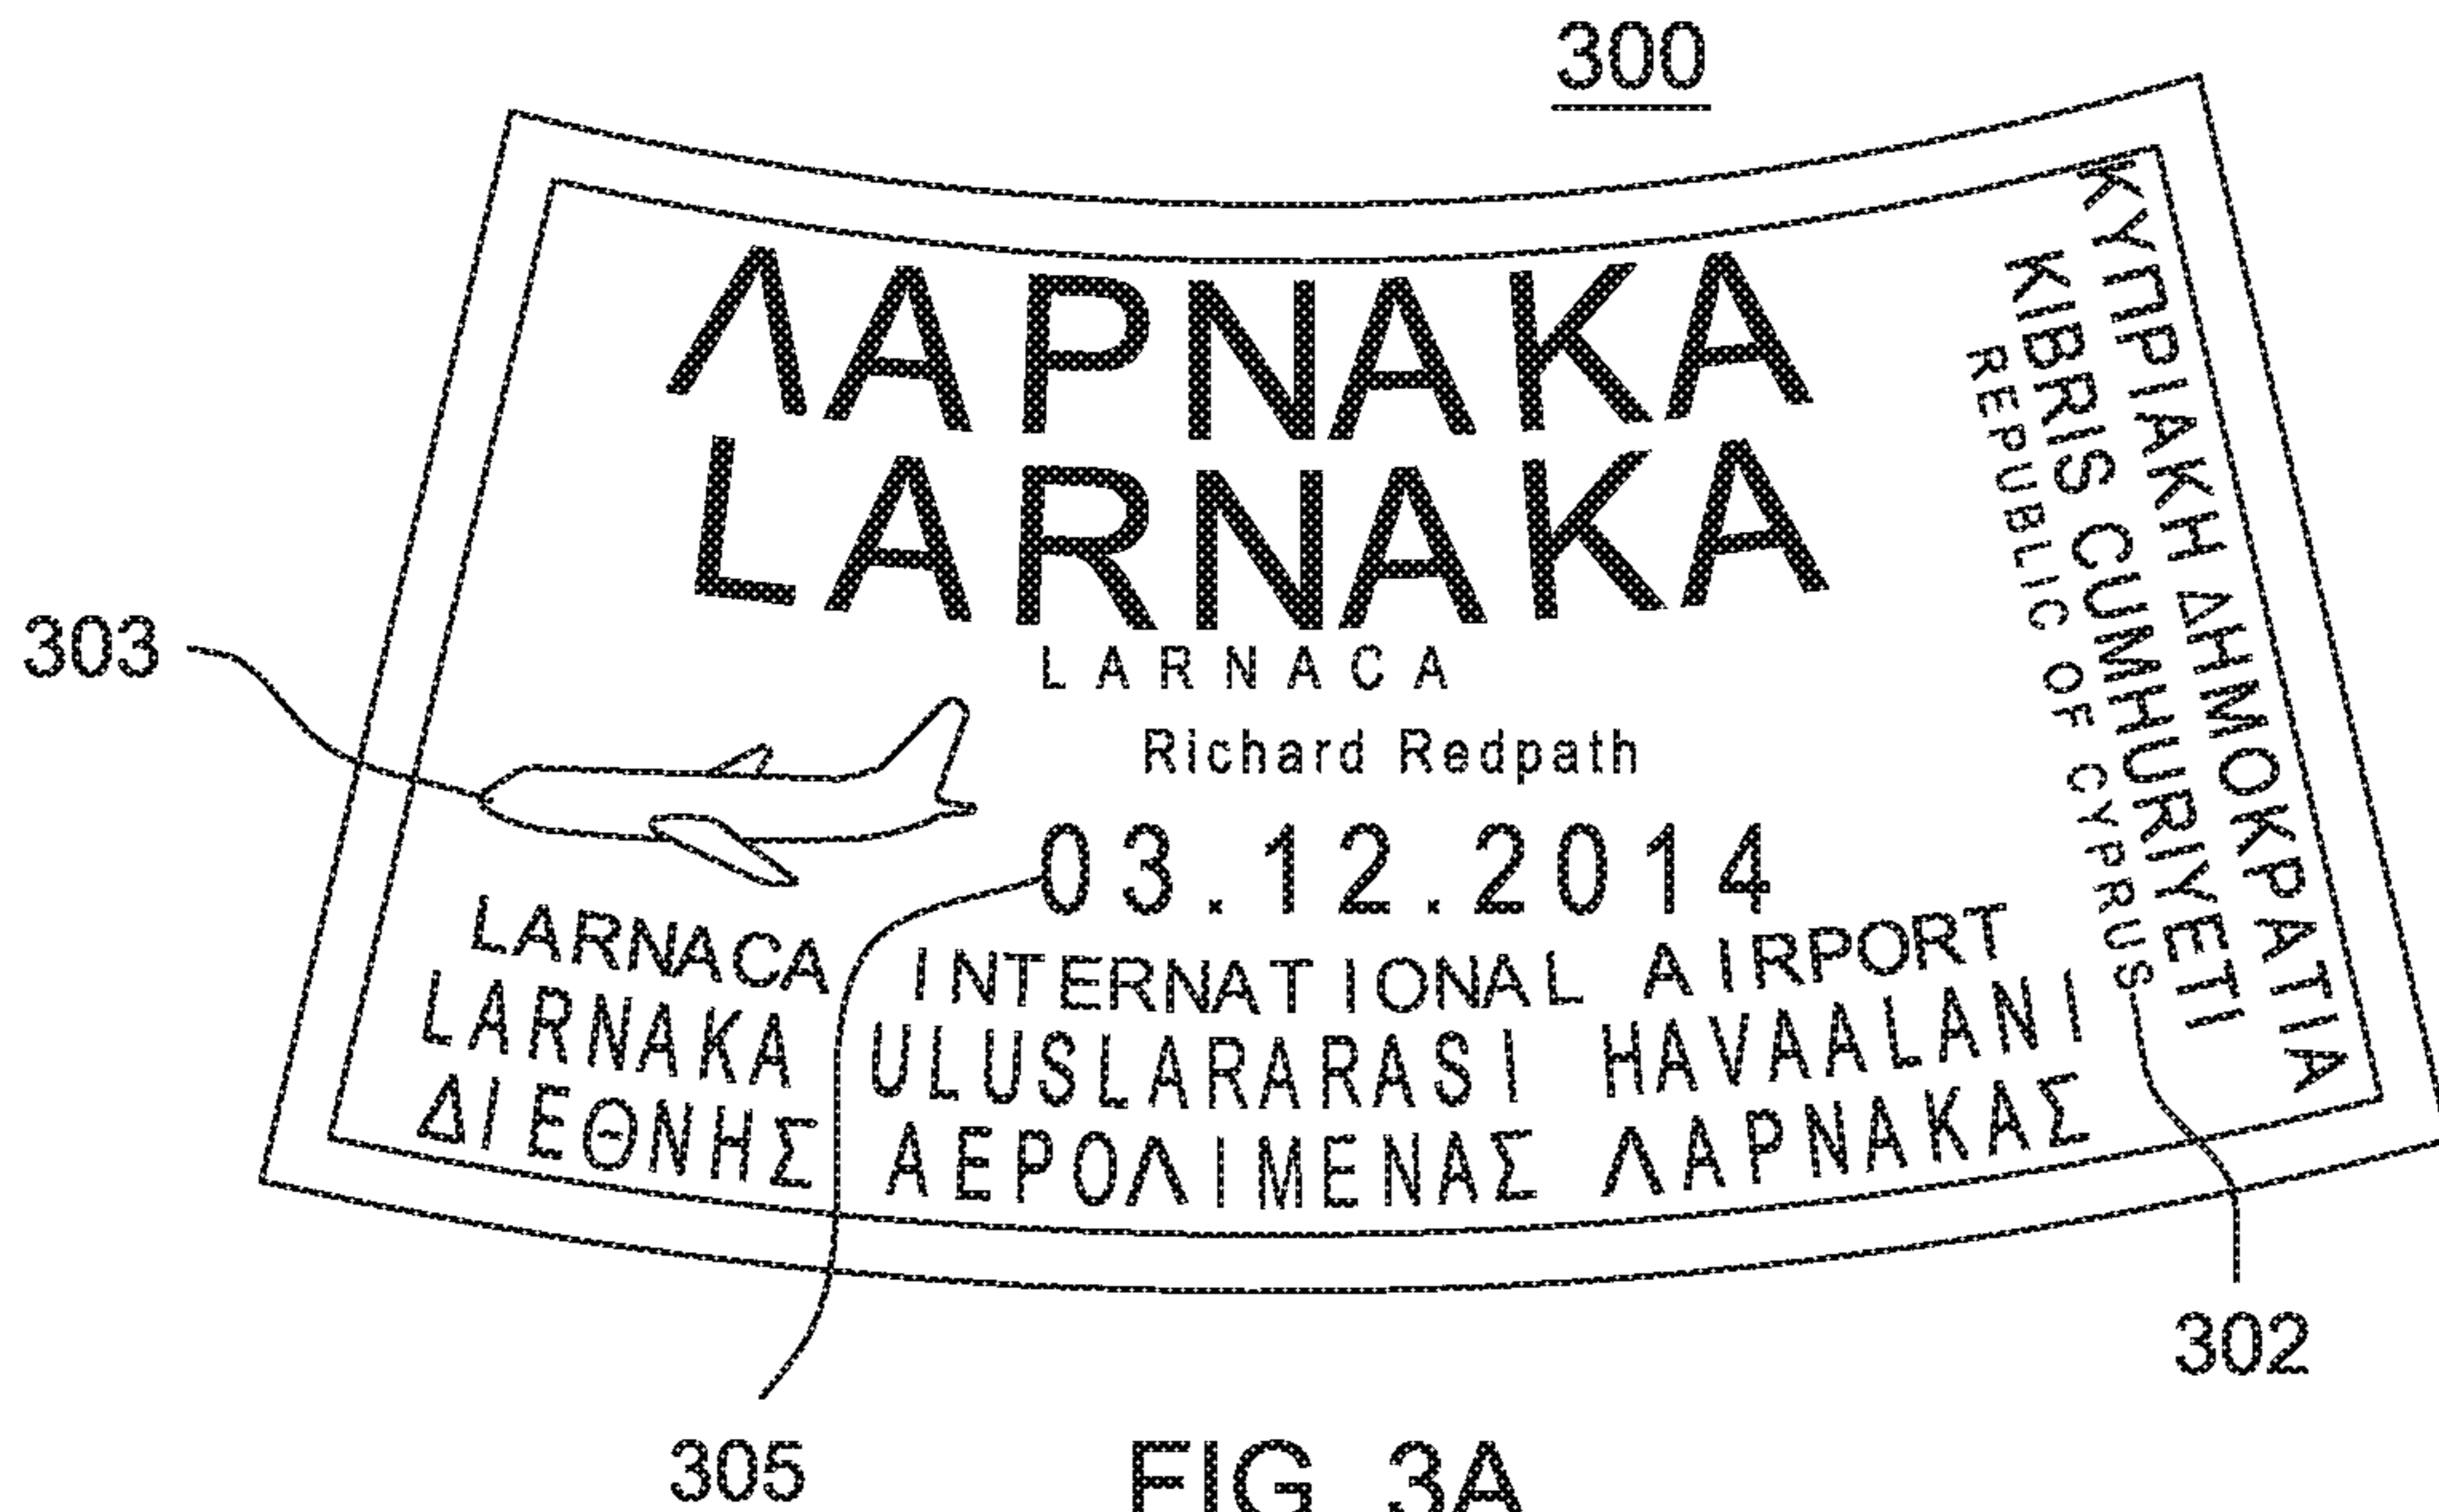 300
ΛΑΡΝΑΚΑ
LARNAKA
LARNACA
Richard Redpath
03.12.2014
LARNACA INTERNATIONAL AIRPORT
LARNAKA ULUSLARARASI HAVAALANI
ΔΙΕΘΝΗΣ ΑΕΡΟΛΙΜΕΝΑΣ ΛΑΡΝΑΚΑΣ
ΚΥΠΡΙΑΚΗ ΔΗΜΟΚΡΑΤΙΑ
KIBRIS CUMHURIYETI
REPUBLIC OF CYPRUS
303
302
305
FIG. 3A